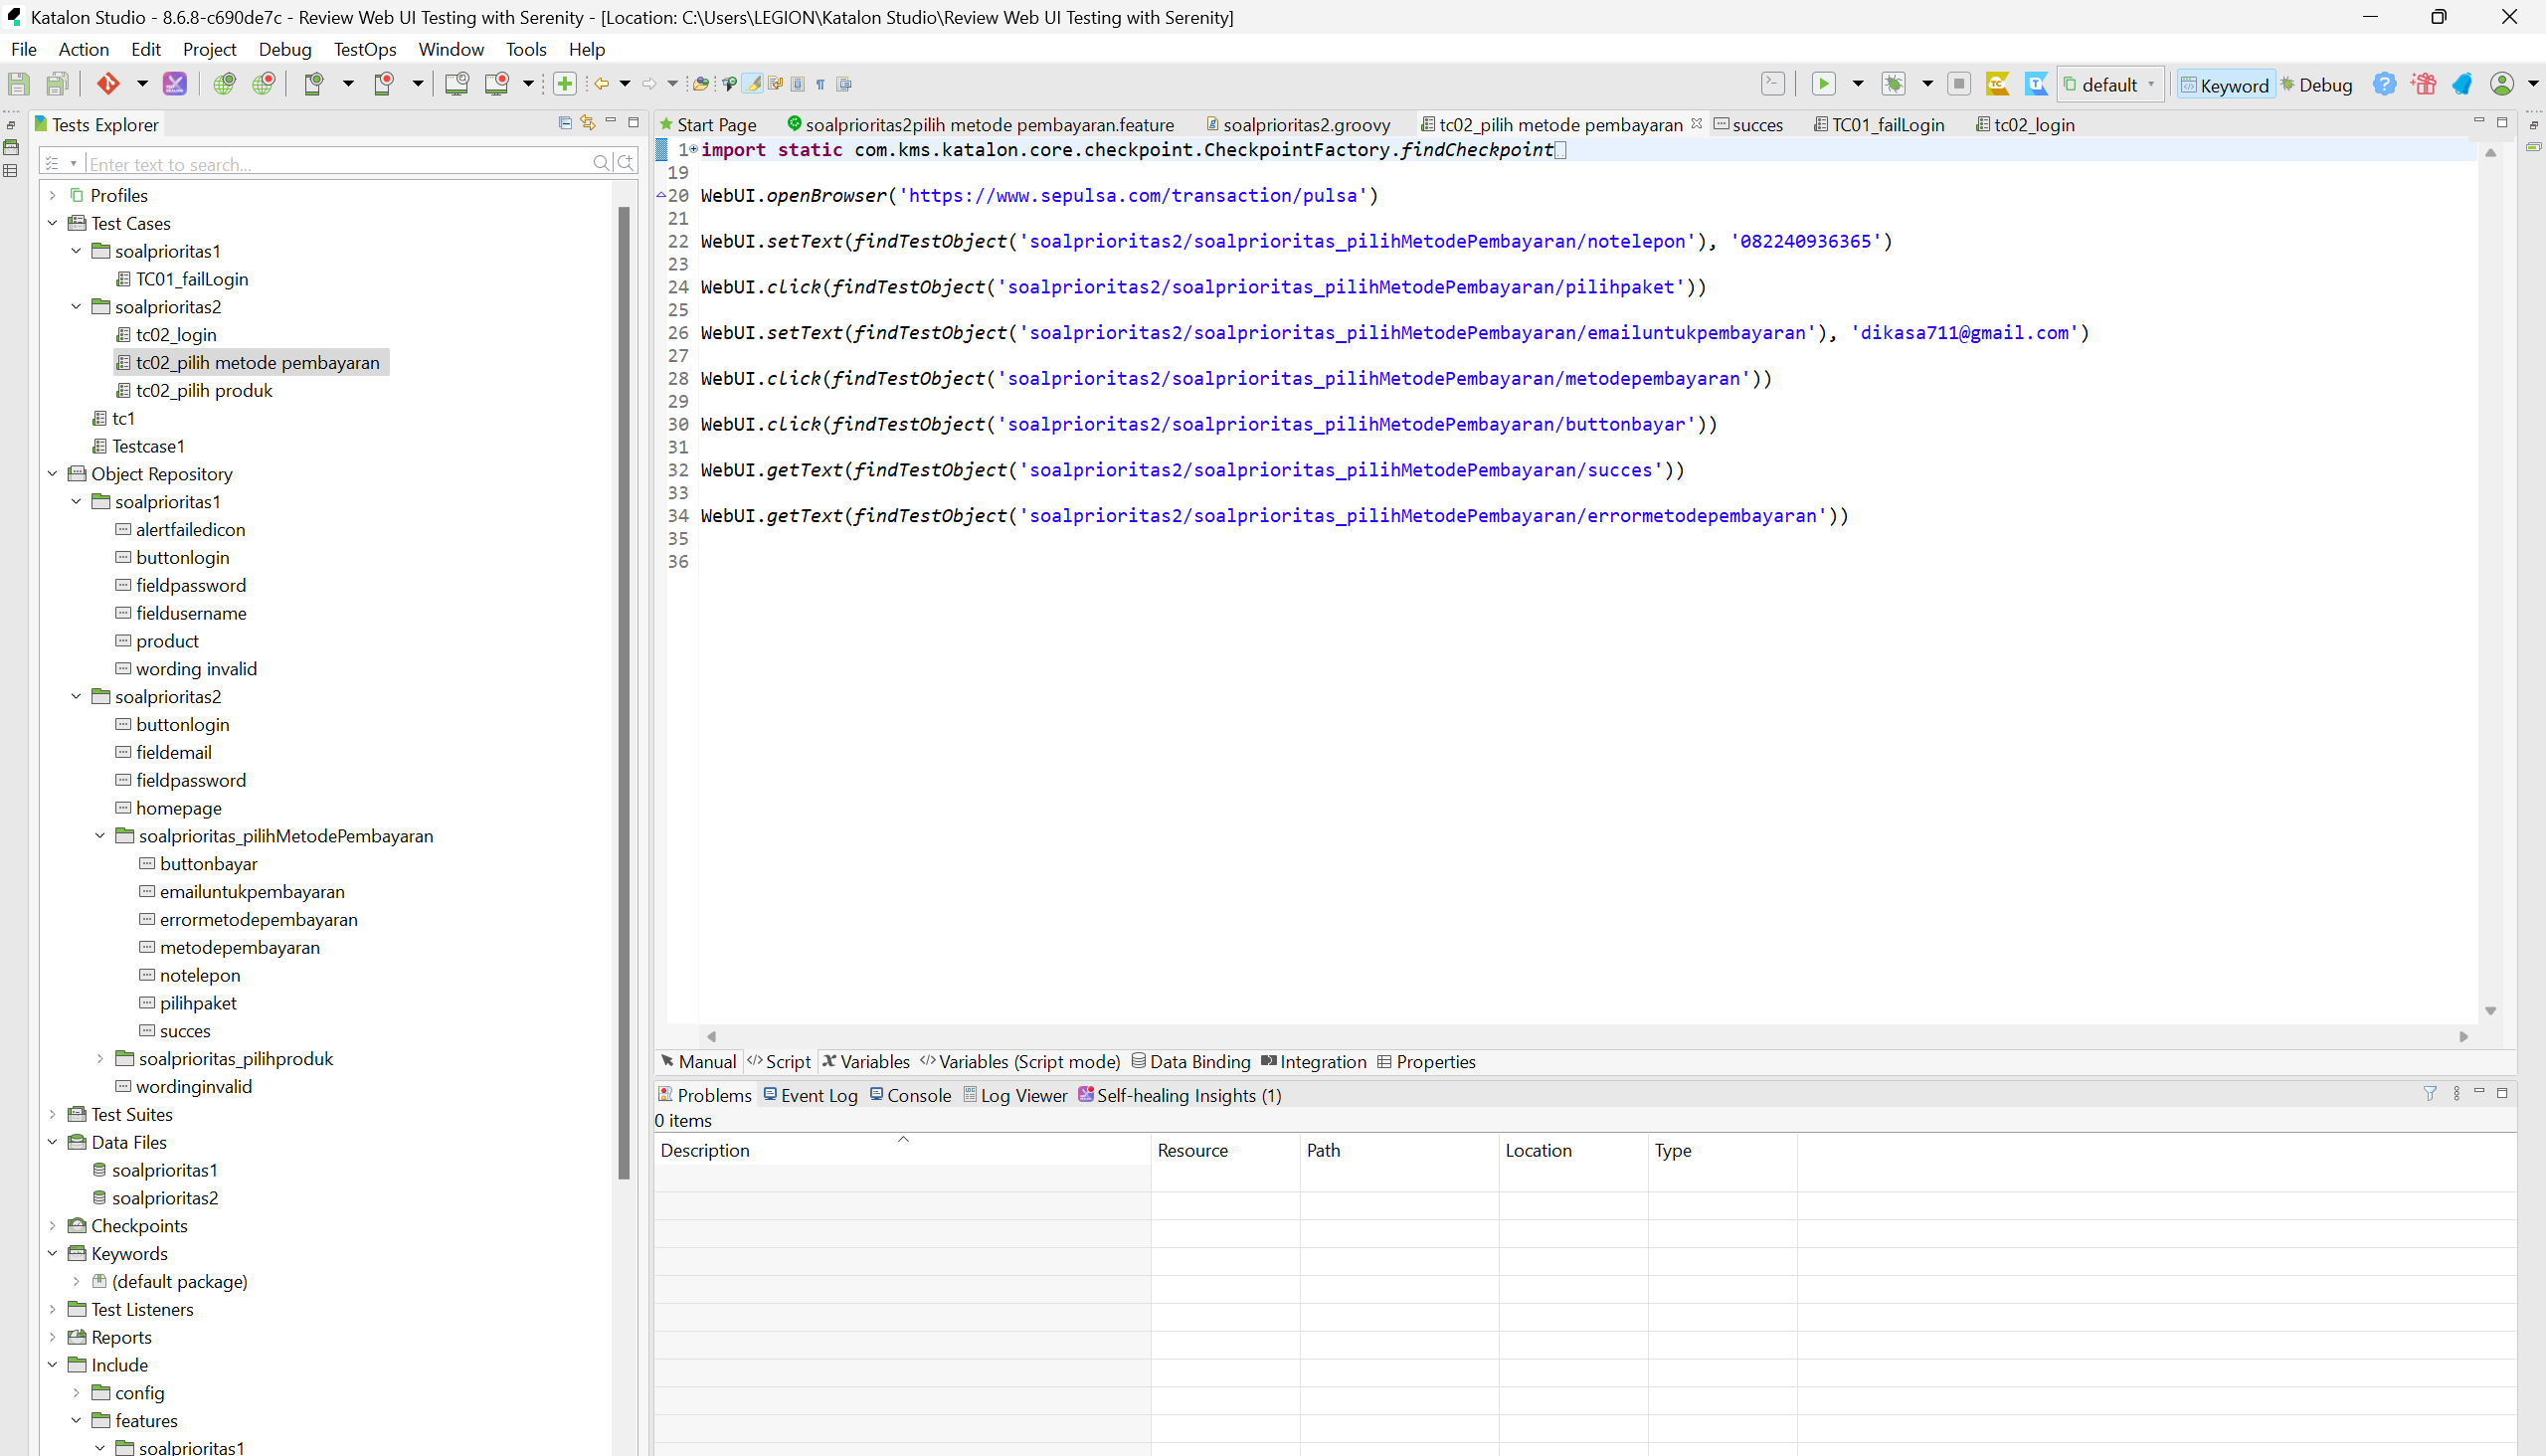 Katalon Studio - 8.6.8-c690de7c - Review Web UI Testing with Serenity - [Location: C:\Users\LEGION\Katalon Studio\Review Web UI Testing with Serenity]
File Action Edit Project Debug TestOps Window Tools Help
default Keyword Debug
Tests Explorer
Enter text to search...
Profiles
Test Cases
soalprioritas1
TC01_failLogin
soalprioritas2
tc02_login
tc02_pilih metode pembayaran
tc02_pilih produk
tc1
Testcase1
Object Repository
soalprioritas1
alertfailedicon
buttonlogin
fieldpassword
fieldusername
product
wording invalid
soalprioritas2
buttonlogin
fieldemail
fieldpassword
homepage
soalprioritas_pilihMetodePembayaran
buttonbayar
emailuntukpembayaran
errormetodepembayaran
metodepembayaran
notelepon
pilihpaket
succes
soalprioritas_pilihproduk
wordinginvalid
Test Suites
Data Files
soalprioritas1
soalprioritas2
Checkpoints
Keywords
(default package)
Test Listeners
Reports
Include
config
features
soalprioritas1
Start Page soalprioritas2pilih metode pembayaran.feature soalprioritas2.groovy tc02_pilih metode pembayaran succes TC01_failLogin tc02_login
1 import static com.kms.katalon.core.checkpoint.CheckpointFactory.findCheckpoint
19
20 WebUI.openBrowser('https://www.sepulsa.com/transaction/pulsa')
21
22 WebUI.setText(findTestObject('soalprioritas2/soalprioritas_pilihMetodePembayaran/notelepon'), '082240936365')
23
24 WebUI.click(findTestObject('soalprioritas2/soalprioritas_pilihMetodePembayaran/pilihpaket'))
25
26 WebUI.setText(findTestObject('soalprioritas2/soalprioritas_pilihMetodePembayaran/emailuntukpembayaran'), 'dikasa711@gmail.com')
27
28 WebUI.click(findTestObject('soalprioritas2/soalprioritas_pilihMetodePembayaran/metodepembayaran'))
29
30 WebUI.click(findTestObject('soalprioritas2/soalprioritas_pilihMetodePembayaran/buttonbayar'))
31
32 WebUI.getText(findTestObject('soalprioritas2/soalprioritas_pilihMetodePembayaran/succes'))
33
34 WebUI.getText(findTestObject('soalprioritas2/soalprioritas_pilihMetodePembayaran/errormetodepembayaran'))
35
36
Manual Script Variables Variables (Script mode) Data Binding Integration Properties
Problems Event Log Console Log Viewer Self-healing Insights (1)
0 items
Description Resource Path Location Type